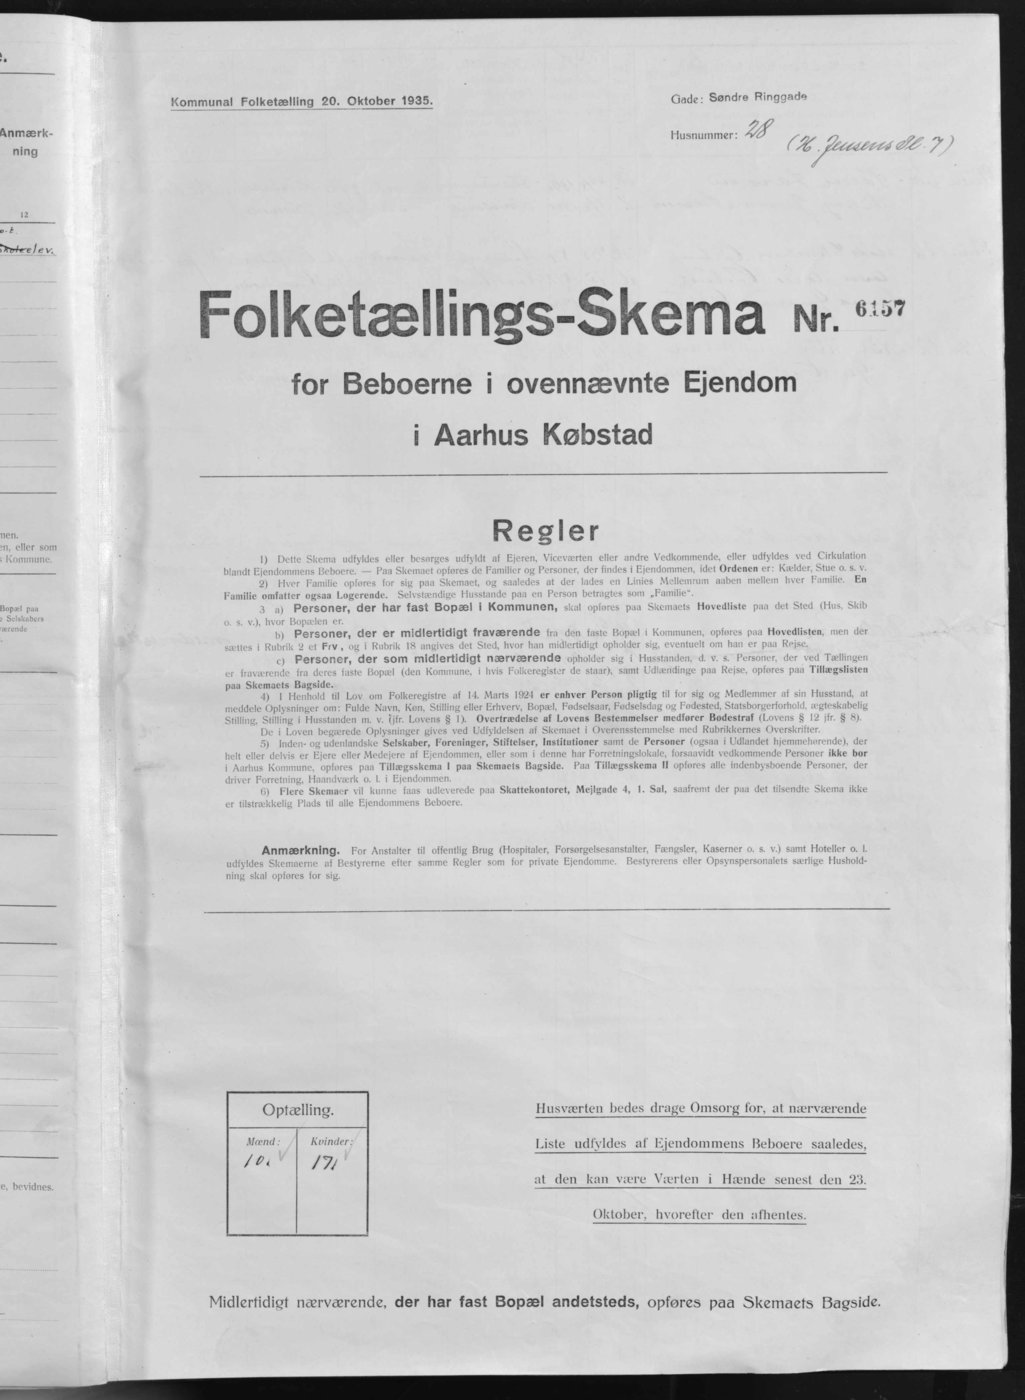 e.
Anmærk-
ning
12
elev.
men.
en, eller som
s Kommune.
Bopæl paa
e Selskabers
værende
e, bevidnes.
Kommunal Folketælling 20. Oktober 1935.
Gade: Søndre Ringgade
Husnummer: 28
(H. Jensens Pl. 7)
Folketællings-Skema Nr. 6157
for Beboerne i ovennævnte Ejendom
i Aarhus Købstad
Regler
1) Dette Skema udfyldes eller besørges udfyldt af Ejeren, Viceværten eller andre Vedkommende, eller udfyldes ved Cirkulation
blandt Ejendommens Beboere. — Paa Skemaet opføres de Familier og Personer, der findes i Ejendommen, idet Ordenen er: Kælder, Stue o. s. v.
2) Hver Familie opføres for sig paa Skemaet, og saaledes at der lades en Linies Mellemrum aaben mellem hver Familie. En
Familie omfatter ogsaa Logerende. Selvstændige Husstande paa en Person betragtes som „Familie".
3 a) Personer, der har fast Bopæl i Kommunen, skal opføres paa Skemaets Hovedliste paa det Sted (Hus, Skib
o. s. v.), hvor Bopælen er.
b) Personer, der er midlertidigt fraværende fra den faste Bopæl i Kommunen, opføres paa Hovedlisten, men der
sættes i Rubrik 2 et Frv, og i Rubrik 18 angives det Sted, hvor han midlertidigt opholder sig, eventuelt om han er paa Rejse.
c) Personer, der som midlertidigt nærværende opholder sig i Husstanden, d. v. s. Personer, der ved Tællingen
er fraværende fra deres faste Bopæl (den Kommune, i hvis Folkeregister de staar), samt Udlændinge paa Rejse, opføres paa Tillægslisten
paa Skemaets Bagside.
4) I Henhold til Lov om Folkeregistre af 14. Marts 1924 er enhver Person pligtig til for sig og Medlemmer af sin Husstand, at
meddele Oplysninger om: Fulde Navn, Køn, Stilling eller Erhverv, Bopæl, Fødselsaar, Fødselsdag og Fødested, Statsborgerforhold, ægteskabelig
Stilling, Stilling i Husstanden m. v. (jfr. Lovens § 1). Overtrædelse af Lovens Bestemmelser medfører Bødestraf (Lovens § 12 jfr. § 8).
De i Loven begærede Oplysninger gives ved Udfyldelsen af Skemaet i Overensstemmelse med Rubrikkernes Overskrifter.
5) Inden- og udenlandske Selskaber, Foreninger, Stiftelser, Institutioner samt de Personer (ogsaa i Udlandet hjemmehørende), der
helt eller delvis er Ejere eller Medejere af Ejendommen, eller som i denne har Forretningslokale, forsaavidt vedkommende Personer ikke bor
i Aarhus Kommune, opføres paa Tillægsskema I paa Skemaets Bagside. Paa Tillægsskema II opføres alle indenbysboende Personer, der
driver Forretning, Haandværk o. l. i Ejendommen.
6) Flere Skemaer vil kunne faas udleverede paa Skattekontoret, Mejlgade 4, 1. Sal, saafremt der paa det tilsendte Skema ikke
er tilstrækkelig Plads til alle Ejendommens Beboere.
Anmærkning. For Anstalter til offentlig Brug (Hospitaler, Forsørgelsesanstalter, Fængsler, Kaserner o. s. v.) samt Hoteller o. l.
udfyldes Skemaerne af Bestyrerne efter samme Regler som for private Ejendomme. Bestyrerens eller Opsynspersonalets særlige Hushold-
ning skal opføres for sig.
Optælling.
Mænd: Kvinder:
10 17
Husværten bedes drage Omsorg for, at nærværende
Liste udfyldes af Ejendommens Beboere saaledes,
at den kan være Værten i Hænde senest den 23.
Oktober, hvorefter den afhentes.
Midlertidigt nærværende, der har fast Bopæl andetsteds, opføres paa Skemaets Bagside.